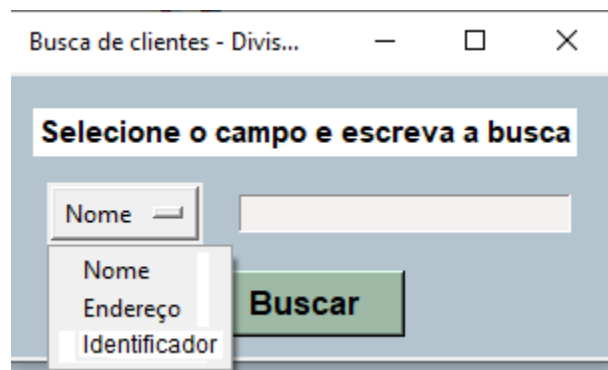 Busca de clientes - Divis...
Selecione o campo e escreva a busca
Nome
Nome
Endereço
Identificador
Buscar